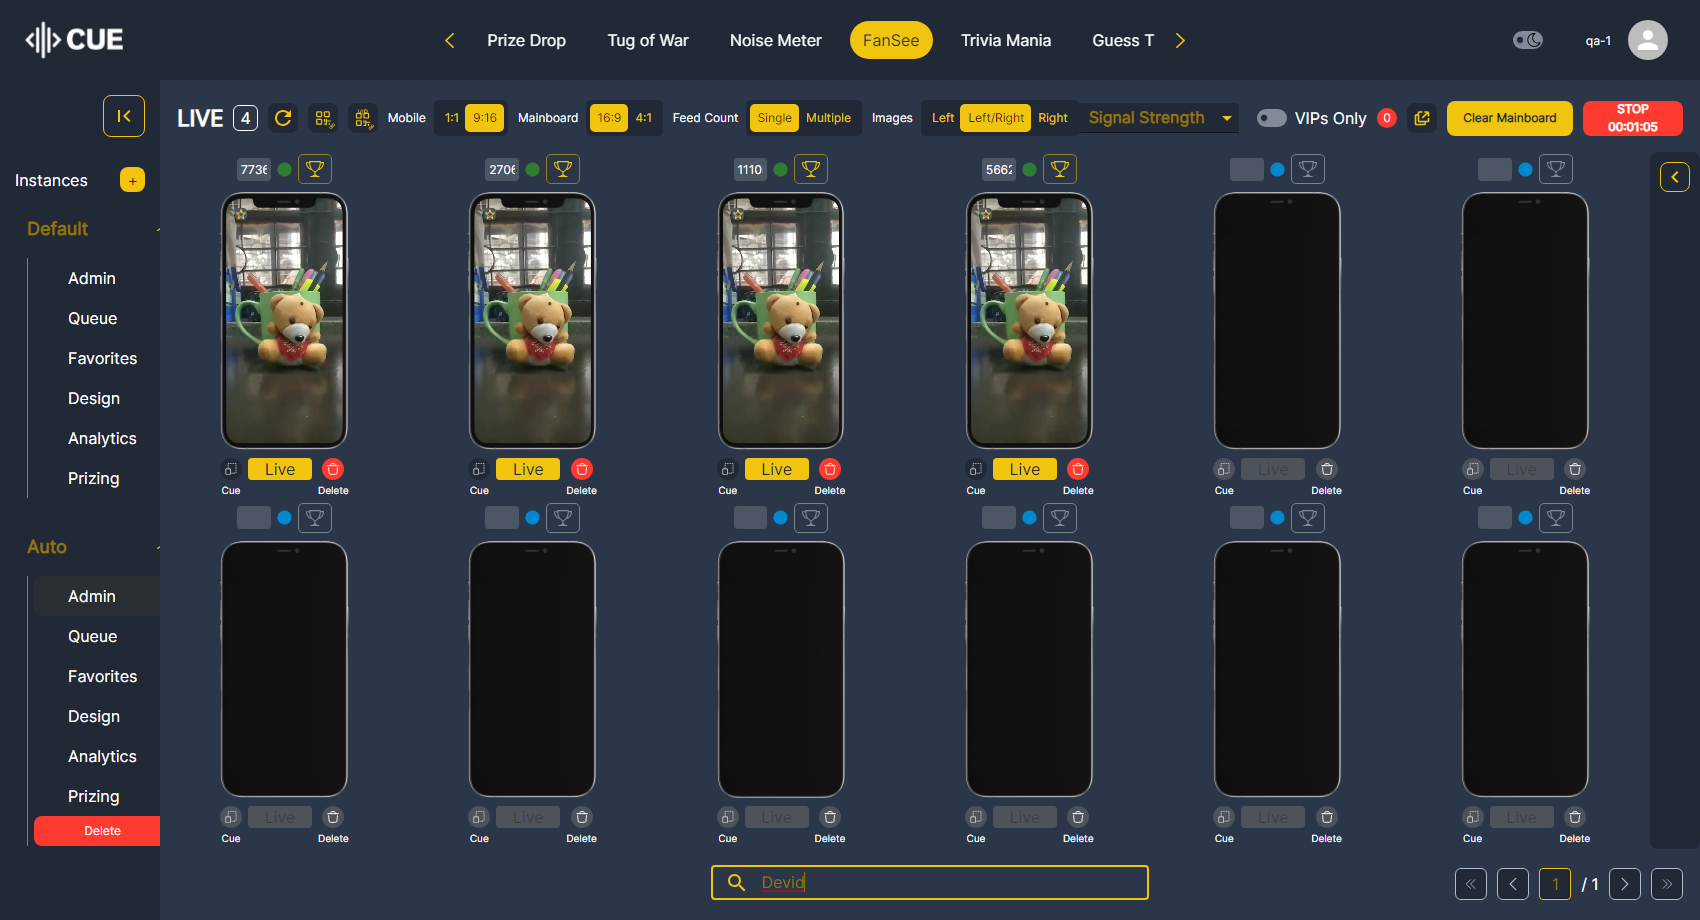 CUE
Prize Drop
Tug of War
Noise Meter
FanSee
Trivia Mania
Guess T
qa-1
LIVE 4
Mobile 1:1 9:16
Mainboard 16:9 4:1
Feed Count Single Multiple
Images Left Left/Right Right
Signal Strength
VIPs Only 0
Clear Mainboard
STOP
00:01:05
Instances +
Default
Admin
Queue
Favorites
Design
Analytics
Prizing
Auto
Admin
Queue
Favorites
Design
Analytics
Prizing
Delete
7736 2706 1110 5662
Live Live Live Live Live Live
Cue Delete Cue Delete Cue Delete Cue Delete Cue Delete Cue Delete
Live Live Live Live Live Live
Cue Delete Cue Delete Cue Delete Cue Delete Cue Delete Cue Delete
Devid
1 / 1